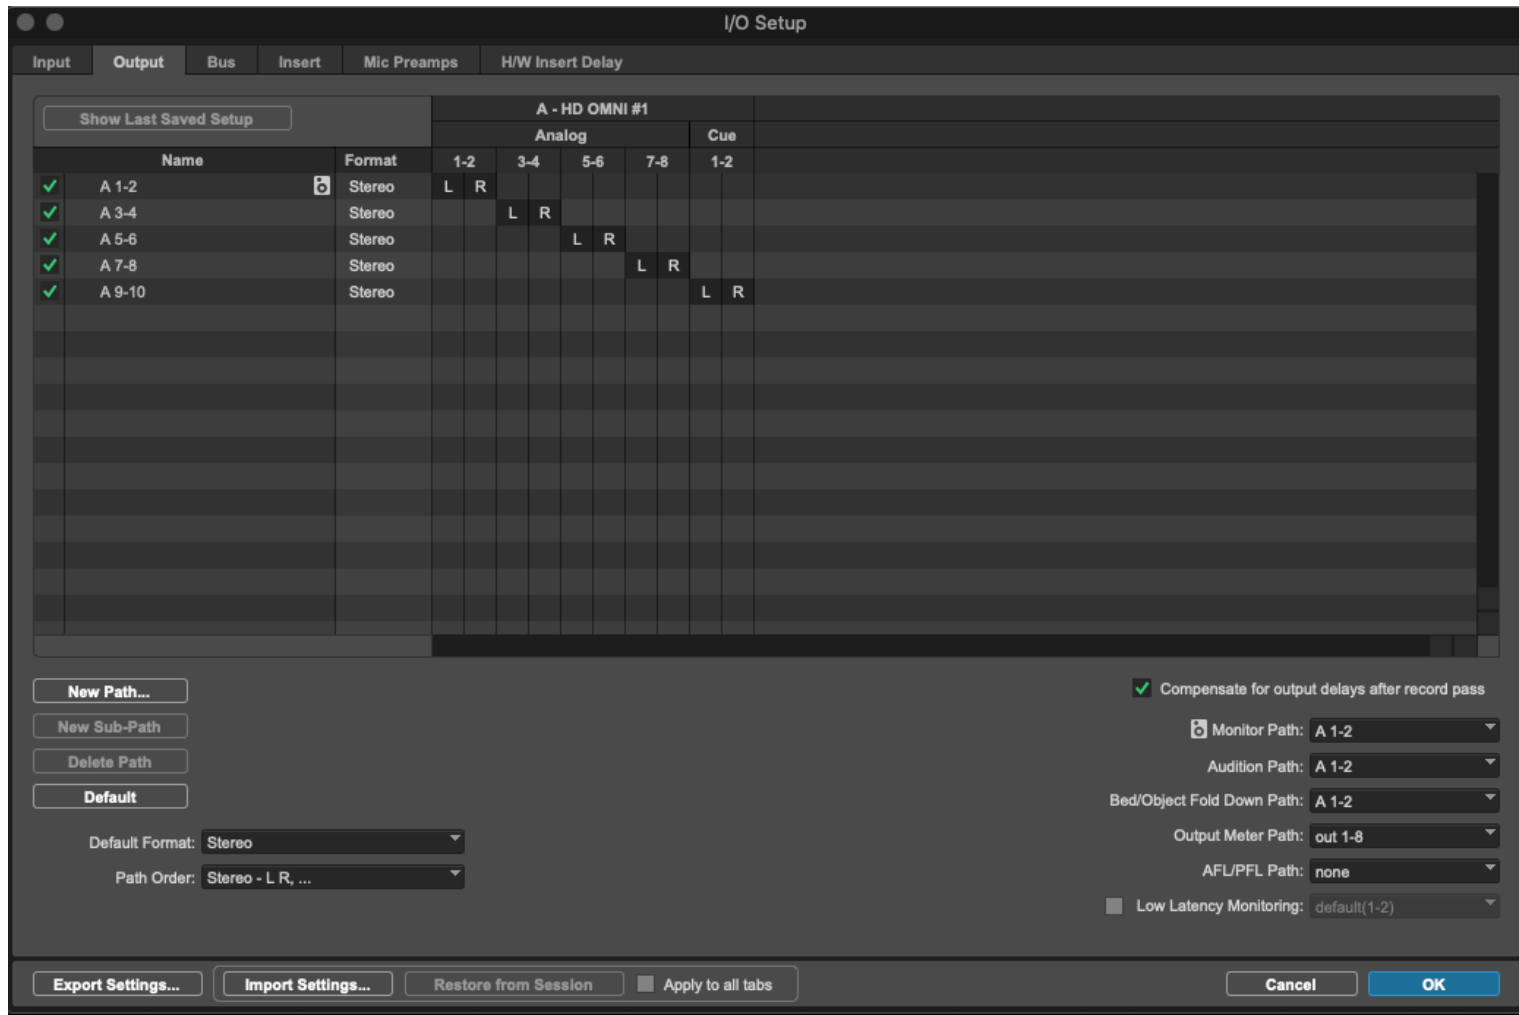 I/O Setup
Input Output Bus Insert Mic Preamps H/W Insert Delay
Show Last Saved Setup
A - HD OMNI #1
Analog Cue
Name Format 1-2 3-4 5-6 7-8 1-2
A 1-2 Stereo L R
A 3-4 Stereo L R
A 5-6 Stereo L R
A 7-8 Stereo L R
A 9-10 Stereo L R
New Path...
New Sub-Path
Delete Path
Default
Default Format: Stereo
Path Order: Stereo - L R, ...
Compensate for output delays after record pass
Monitor Path: A 1-2
Audition Path: A 1-2
Bed/Object Fold Down Path: A 1-2
Output Meter Path: out 1-8
AFL/PFL Path: none
Low Latency Monitoring: default(1-2)
Export Settings... Import Settings... Restore from Session Apply to all tabs Cancel OK